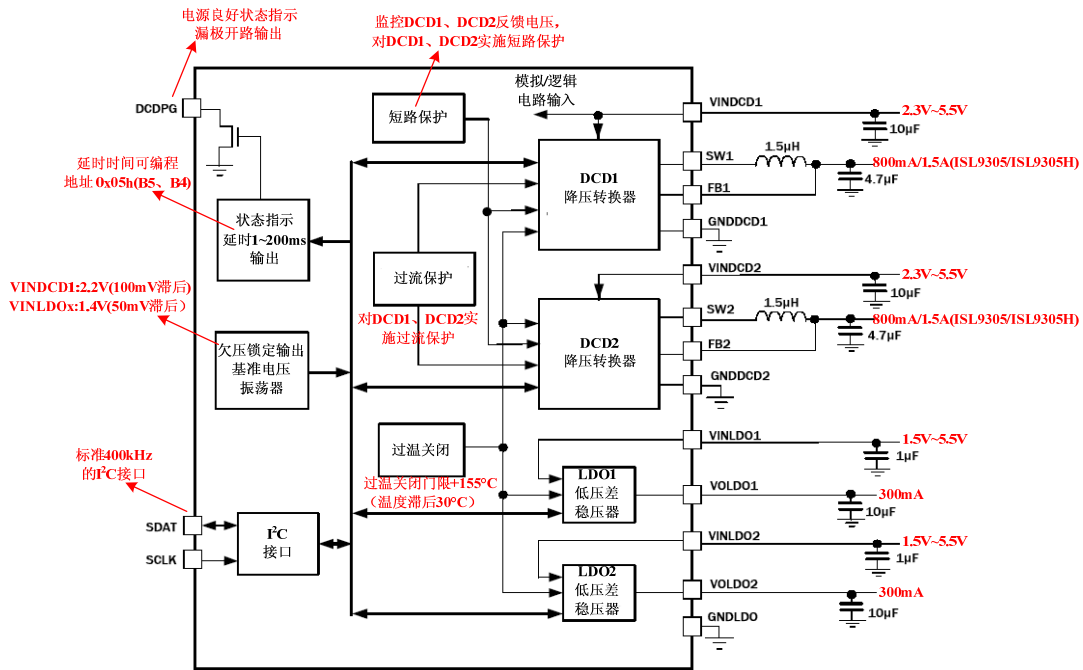 电源良好状态指示
漏极开路输出
监控DCD1、DCD2反馈电压，
对DCD1、DCD2实施短路保护
DCDPG
短路保护
模拟/逻辑
电路输入
VINDCD1
2.3V~5.5V
10µF
延时时间可编程
地址 0x05h(B5、B4)
DCD1
降压转换器
SW1
1.5µH
800mA/1.5A(ISL9305/ISL9305H)
4.7µF
FB1
GNDDCD1
状态指示
延时1~200ms
输出
过流保护
对DCD1、DCD2实
施过流保护
VINDCD1:2.2V(100mV滞后)
VINLDOx:1.4V(50mV滞后）
VINDCD2
2.3V~5.5V
10µF
DCD2
降压转换器
SW2
1.5µH
800mA/1.5A(ISL9305/ISL9305H)
4.7µF
FB2
GNDDCD2
欠压锁定输出
基准电压
振荡器
过温关闭
过温关闭门限+155°C
（温度滞后30°C）
标准400kHz
的I²C接口
VINLDO1
1.5V~5.5V
1µF
LDO1
低压差
稳压器
VOLDO1
300mA
10µF
SDAT
SCLK
I²C
接口
VINLDO2
1.5V~5.5V
1µF
LDO2
低压差
稳压器
VOLDO2
300mA
10µF
GNDLDO